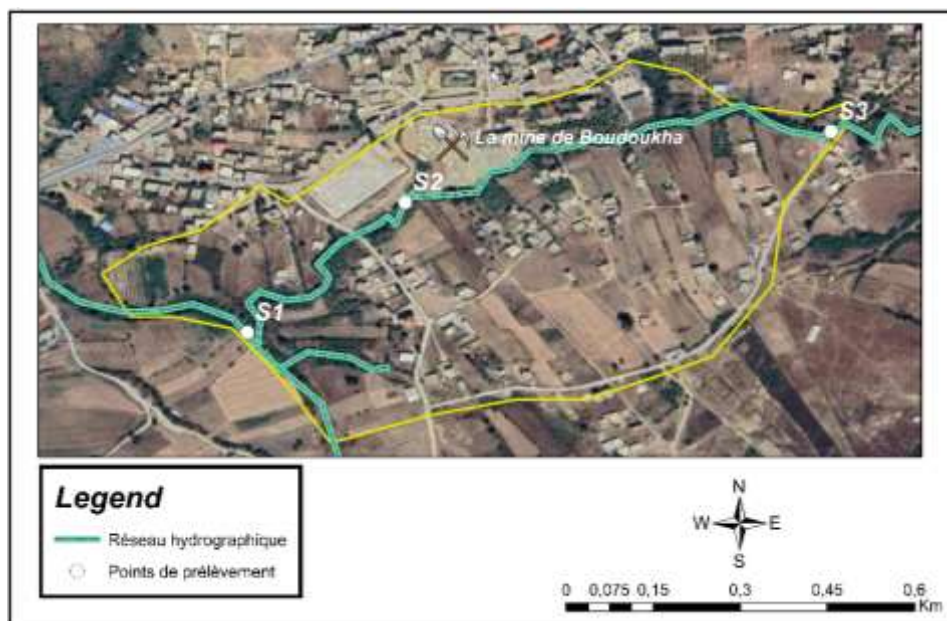 S3
La mine de Boudoukha
S2
S1
Legend
Réseau hydrographique
Points de prélèvement
N
W E
S
0 0,075 0,15 0,3 0,45 0,6
Km